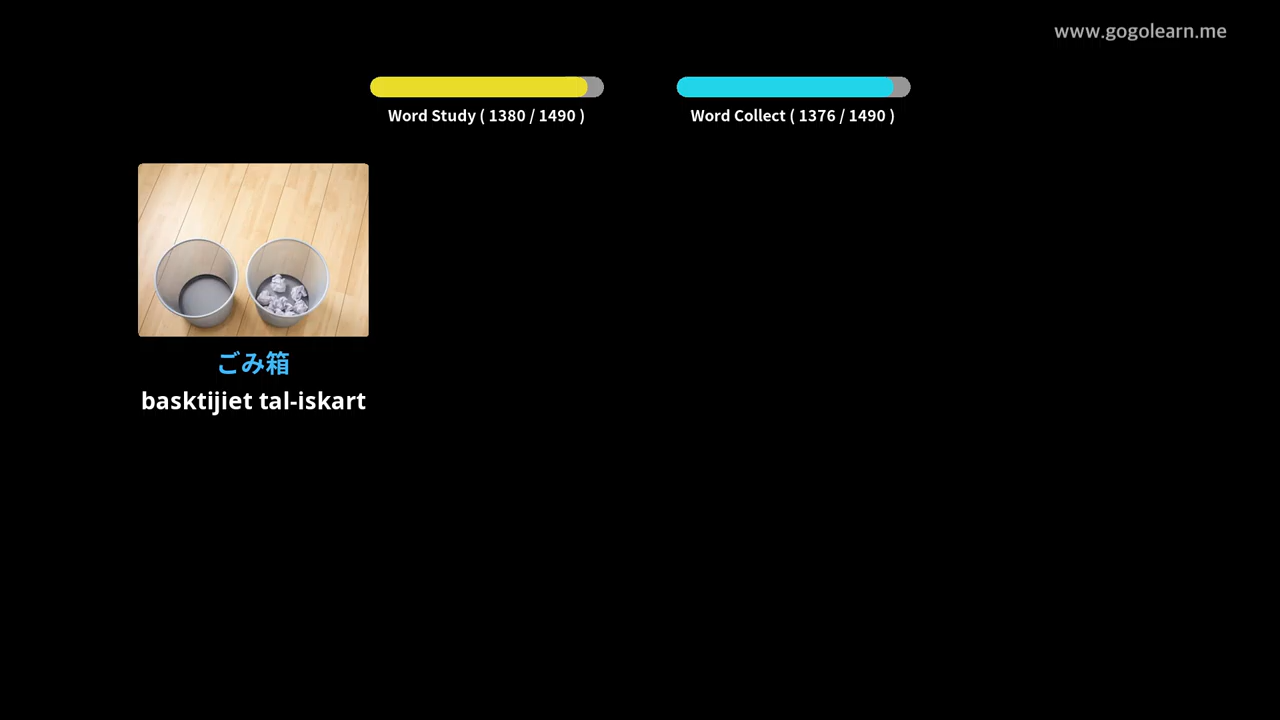 www.gogolearn.me
Word Study ( 1380 / 1490 )
Word Collect ( 1376 / 1490 )
ごみ箱
basktijiet tal-iskart